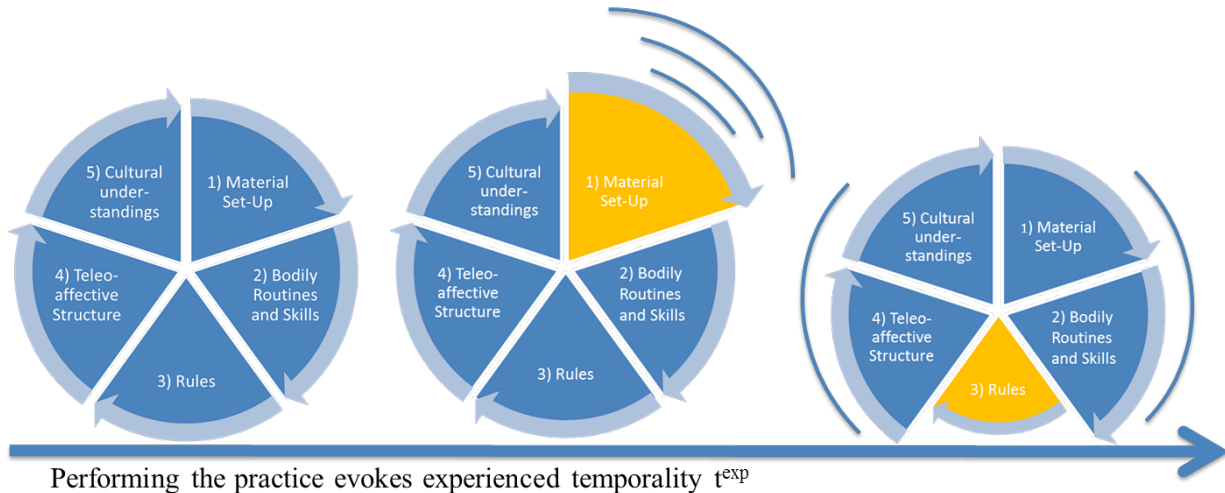 5) Cultural
under-
standings
1) Material
Set-Up
2) Bodily
Routines
and Skills
3) Rules
4) Teleo-
affective
Structure
5) Cultural
under-
standings
1) Material
Set-Up
2) Bodily
Routines
and Skills
3) Rules
4) Teleo-
affective
Structure
5) Cultural
under-
standings
1) Material
Set-Up
2) Bodily
Routines
and Skills
3) Rules
4) Teleo-
affective
Structure
Performing the practice evokes experienced temporality t^exp